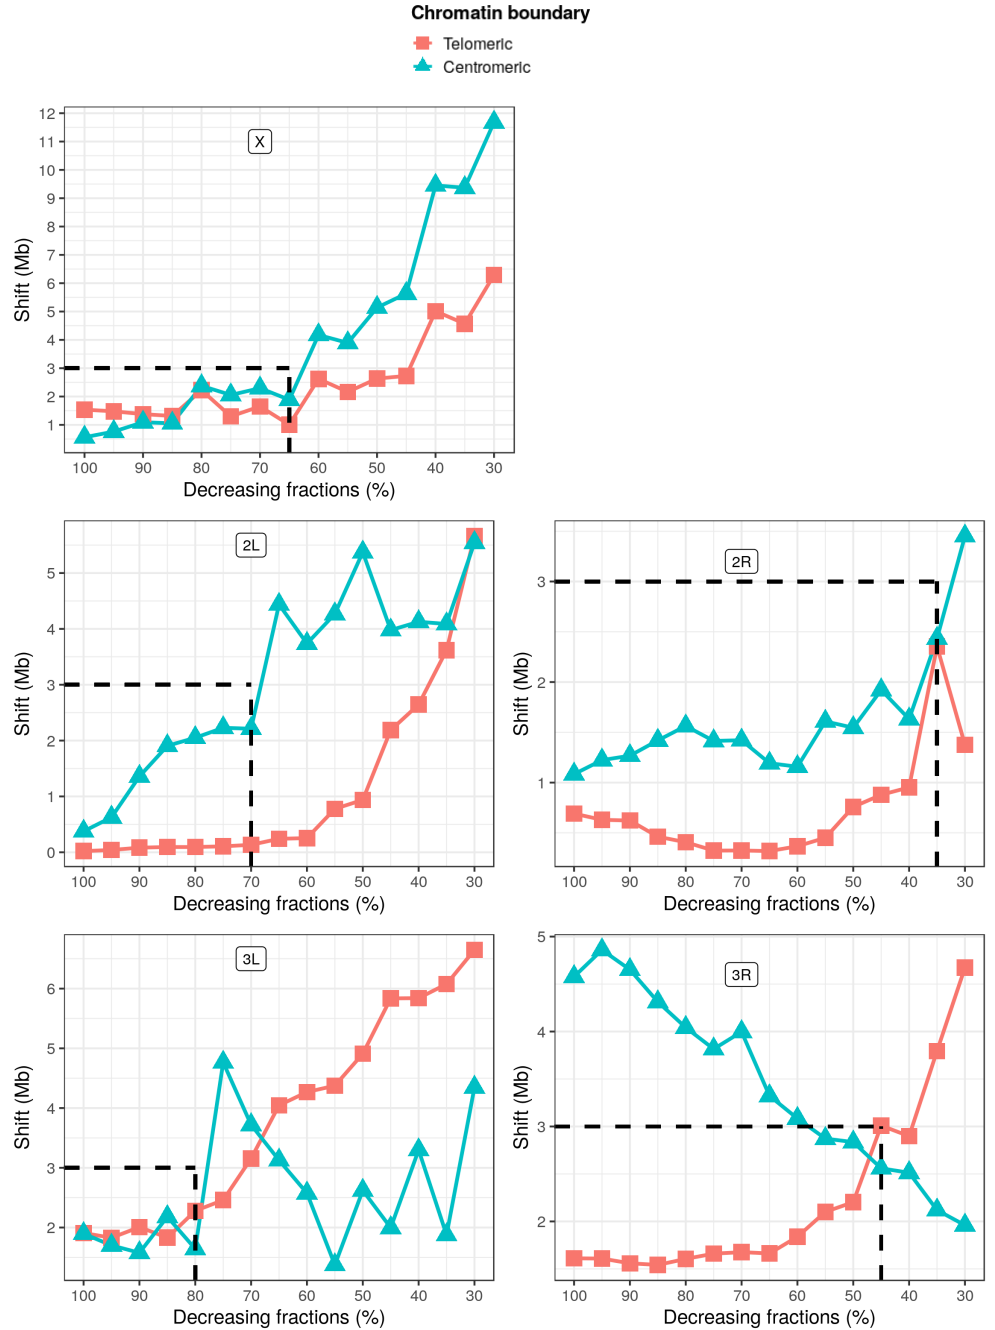 Chromatin boundary
Telomeric
Centromeric
X
12
11
10
9
8
7
6
5
4
3
2
1
Shift (Mb)
100 90 80 70 60 50 40 30
Decreasing fractions (%)
2L
5
4
3
2
1
0
Shift (Mb)
100 90 80 70 60 50 40 30
Decreasing fractions (%)
2R
3
2
1
Shift (Mb)
100 90 80 70 60 50 40 30
Decreasing fractions (%)
3L
6
5
4
3
2
Shift (Mb)
100 90 80 70 60 50 40 30
Decreasing fractions (%)
3R
5
4
3
2
Shift (Mb)
100 90 80 70 60 50 40 30
Decreasing fractions (%)